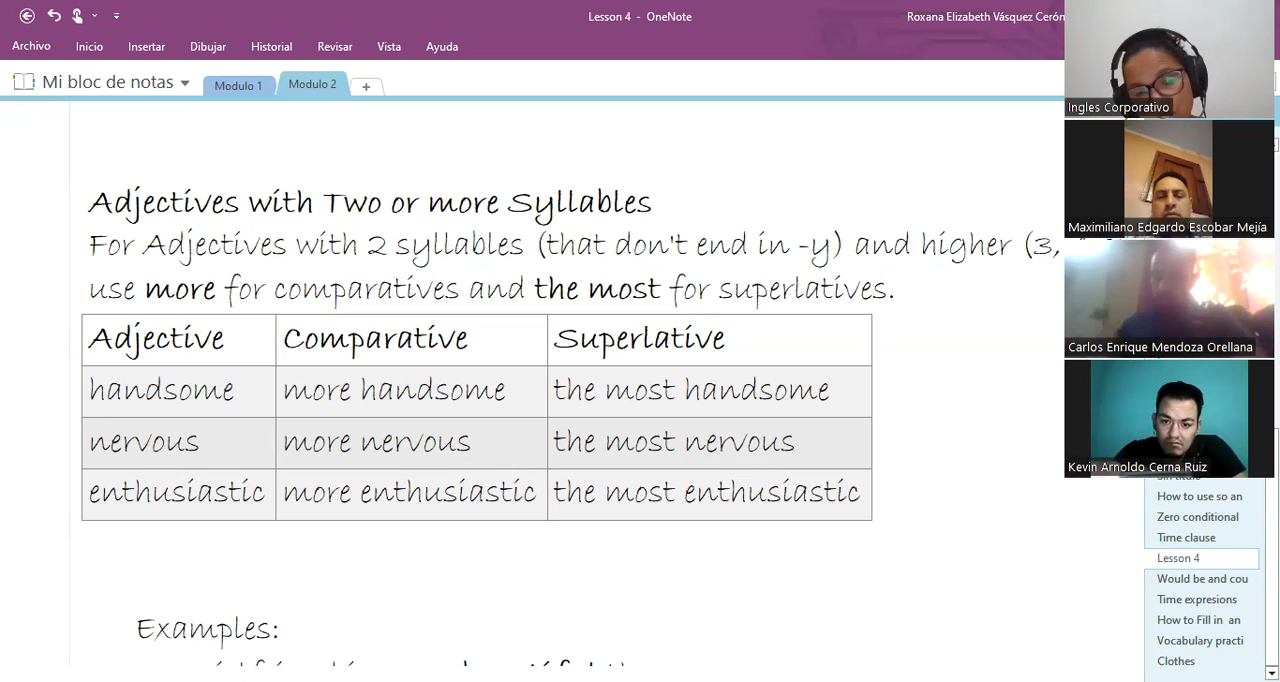 Lesson 4 - OneNote
Roxana Elizabeth Vásquez Cerón
Archivo Inicio Insertar Dibujar Historial Revisar Vista Ayuda
Mi bloc de notas Modulo 1 Modulo 2 +
Adjectives with Two or more Syllables
For Adjectives with 2 syllables (that don't end in -y) and higher (3,
use more for comparatives and the most for superlatives.
Adjective Comparative Superlative
handsome more handsome the most handsome
nervous more nervous the most nervous
enthusiastic more enthusiastic the most enthusiastic
Examples:
Ingles Corporativo
Maximiliano Edgardo Escobar Mejía
Carlos Enrique Mendoza Orellana
Kevin Arnoldo Cerna Ruiz
How to use so an
Zero conditional
Time clause
Lesson 4
Would be and cou
Time expresions
How to Fill in an
Vocabulary practi
Clothes